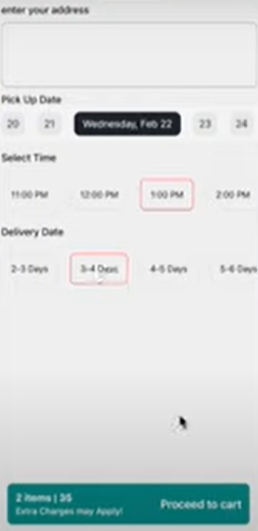 enter your address
Pick Up Date
20 21 Wednesday, Feb 22 23 24
Select Time
11:00 PM 12:00 PM 1:00 PM 2:00 PM
Delivery Date
2-3 Days 3-4 Days 4-5 Days 5-6 Days
2 items | 35
Extra Charges may Apply!
Proceed to cart